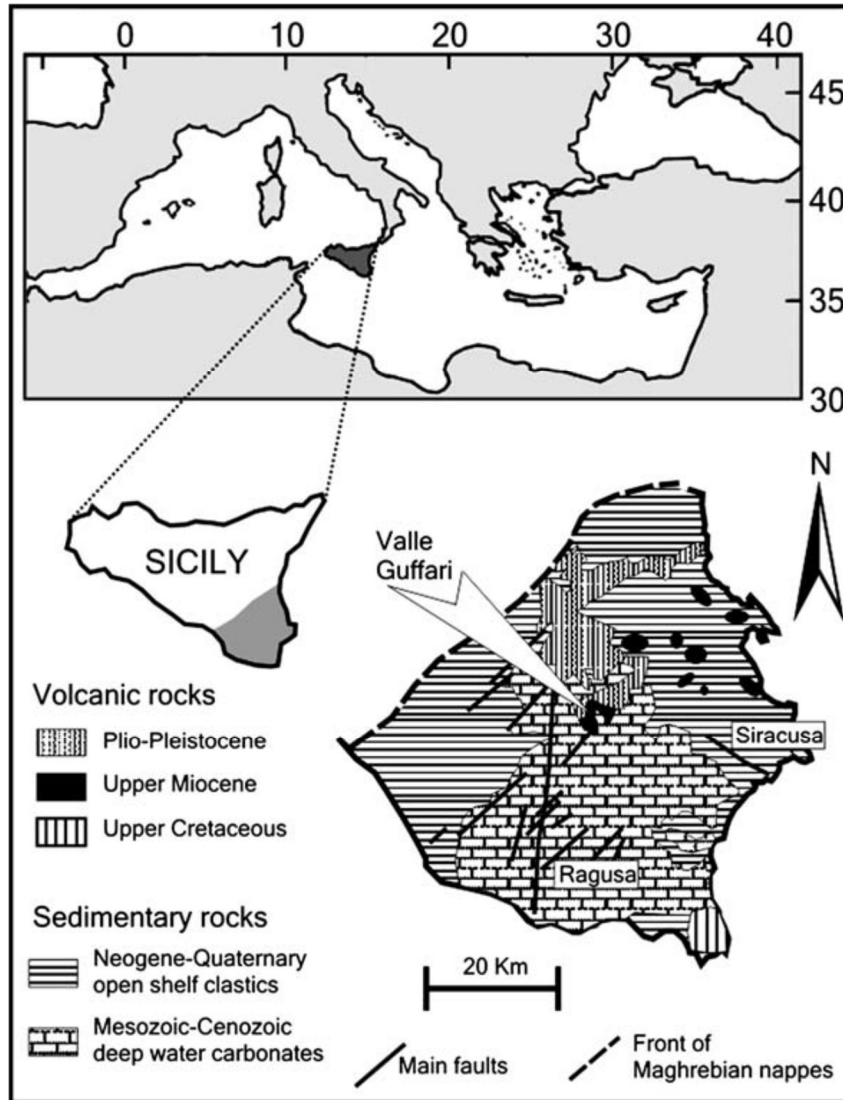 0 10 20 30 40
45
40
35
30
N
Valle
Guffari
SICILY
Volcanic rocks
Plio-Pleistocene
Upper Miocene
Upper Cretaceous
Siracusa
Ragusa
Sedimentary rocks
Neogene-Quaternary
open shelf clastics
Mesozoic-Cenozoic
deep water carbonates
20 Km
Main faults
Front of
Maghrebian nappes